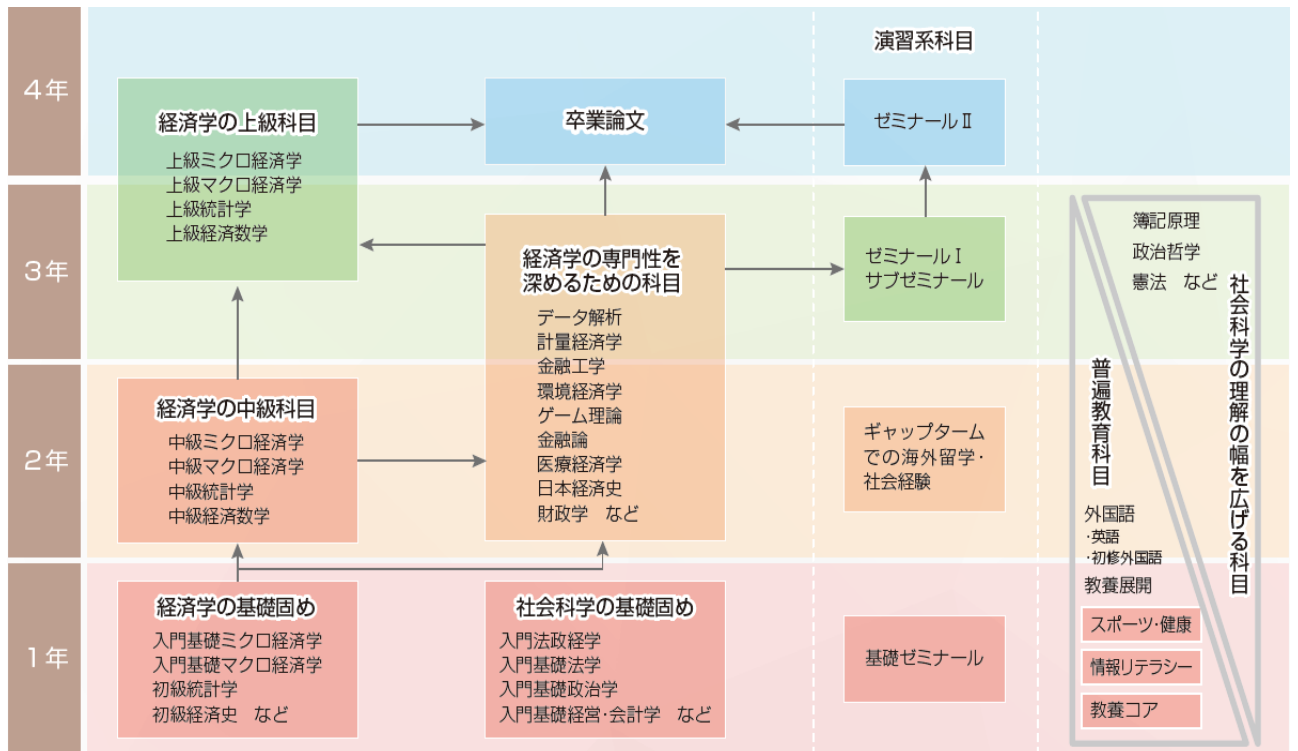 演習系科目
4年
経済学の上級科目
上級ミクロ経済学
上級マクロ経済学
上級統計学
上級経済数学
卒業論文
ゼミナールⅡ
3年
経済学の専門性を
深めるための科目
データ解析
計量経済学
金融工学
環境経済学
ゲーム理論
金融論
医療経済学
日本経済史
財政学 など
ゼミナールⅠ
サブゼミナール
簿記原理
政治哲学
憲法 など
社会科学の理解の幅を広げる科目
2年
経済学の中級科目
中級ミクロ経済学
中級マクロ経済学
中級統計学
中級経済数学
ギャップターム
での海外留学・
社会経験
普遍教育科目
外国語
・英語
・初修外国語
教養展開
スポーツ・健康
情報リテラシー
教養コア
1年
経済学の基礎固め
入門基礎ミクロ経済学
入門基礎マクロ経済学
初級統計学
初級経済史 など
社会科学の基礎固め
入門法政経学
入門基礎法学
入門基礎政治学
入門基礎経営・会計学 など
基礎ゼミナール